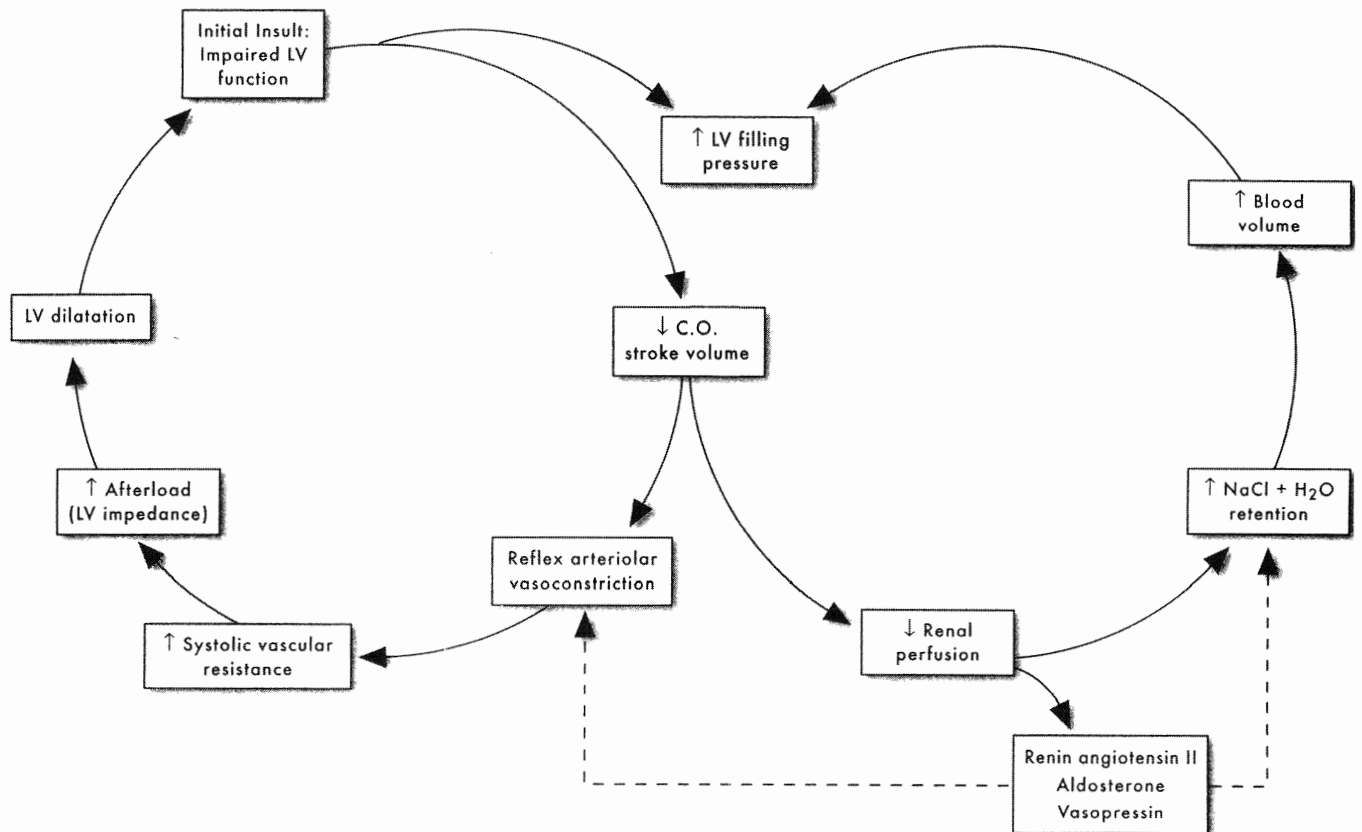 Initial Insult:
Impaired LV
function
↑ LV filling
pressure
↑ Blood
volume
LV dilatation
↓ C.O.
stroke volume
↑ Afterload
(LV impedance)
↑ NaCl + H₂O
retention
Reflex arteriolar
vasoconstriction
↑ Systolic vascular
resistance
↓ Renal
perfusion
Renin angiotensin II
Aldosterone
Vasopressin